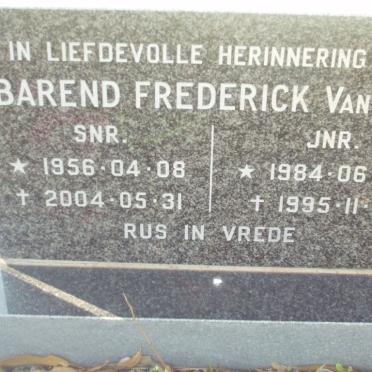 IN LIEFDEVOLLE HERINNERING
BAREND FREDERICK VAN
SNR. JNR.
★ 1956·04·08 ★ 1984·06
✝ 2004·05·31 ✝ 1995·11·
RUS IN VREDE